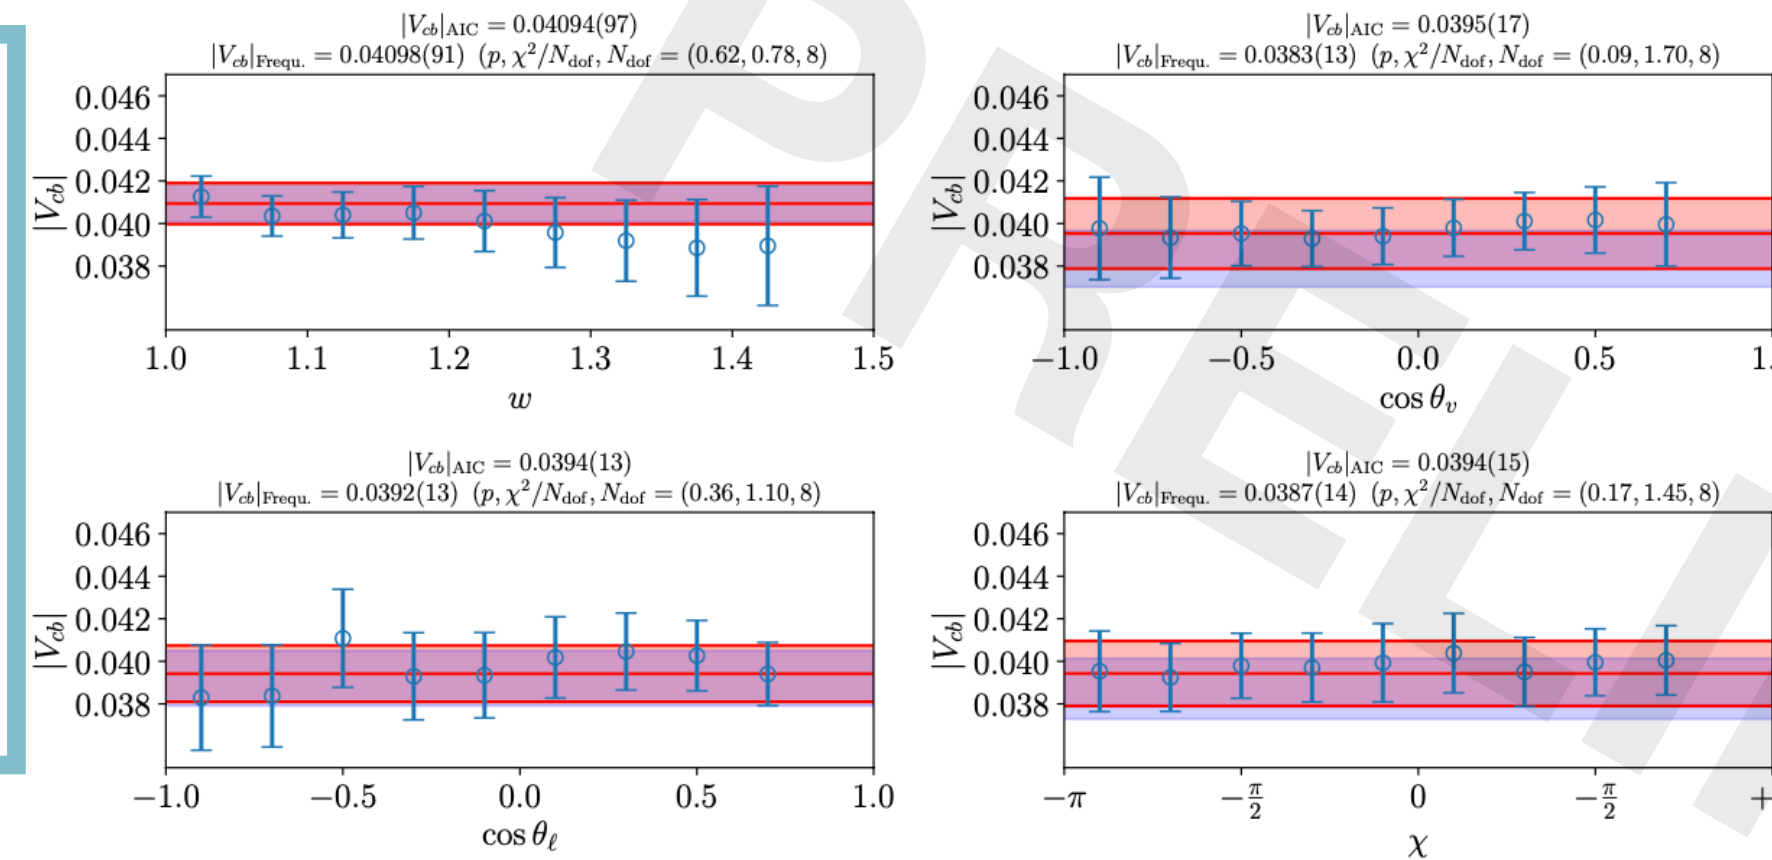 |V_cb|_AIC = 0.04094(97)
|V_cb|_Frequ. = 0.04098(91) (p, χ²/N_dof, N_dof = (0.62, 0.78, 8)
0.046
0.044
0.042
0.040
0.038
|V_cb|
1.0 1.1 1.2 1.3 1.4 1.5
w
|V_cb|_AIC = 0.0395(17)
|V_cb|_Frequ. = 0.0383(13) (p, χ²/N_dof, N_dof = (0.09, 1.70, 8)
0.046
0.044
0.042
0.040
0.038
|V_cb|
−1.0 −0.5 0.0 0.5 1.
cos θ_v
|V_cb|_AIC = 0.0394(13)
|V_cb|_Frequ. = 0.0392(13) (p, χ²/N_dof, N_dof = (0.36, 1.10, 8)
0.046
0.044
0.042
0.040
0.038
|V_cb|
−1.0 −0.5 0.0 0.5 1.0
cos θ_ℓ
|V_cb|_AIC = 0.0394(15)
|V_cb|_Frequ. = 0.0387(14) (p, χ²/N_dof, N_dof = (0.17, 1.45, 8)
0.046
0.044
0.042
0.040
0.038
|V_cb|
−π −π/2 0 −π/2 +
χ
PRELI